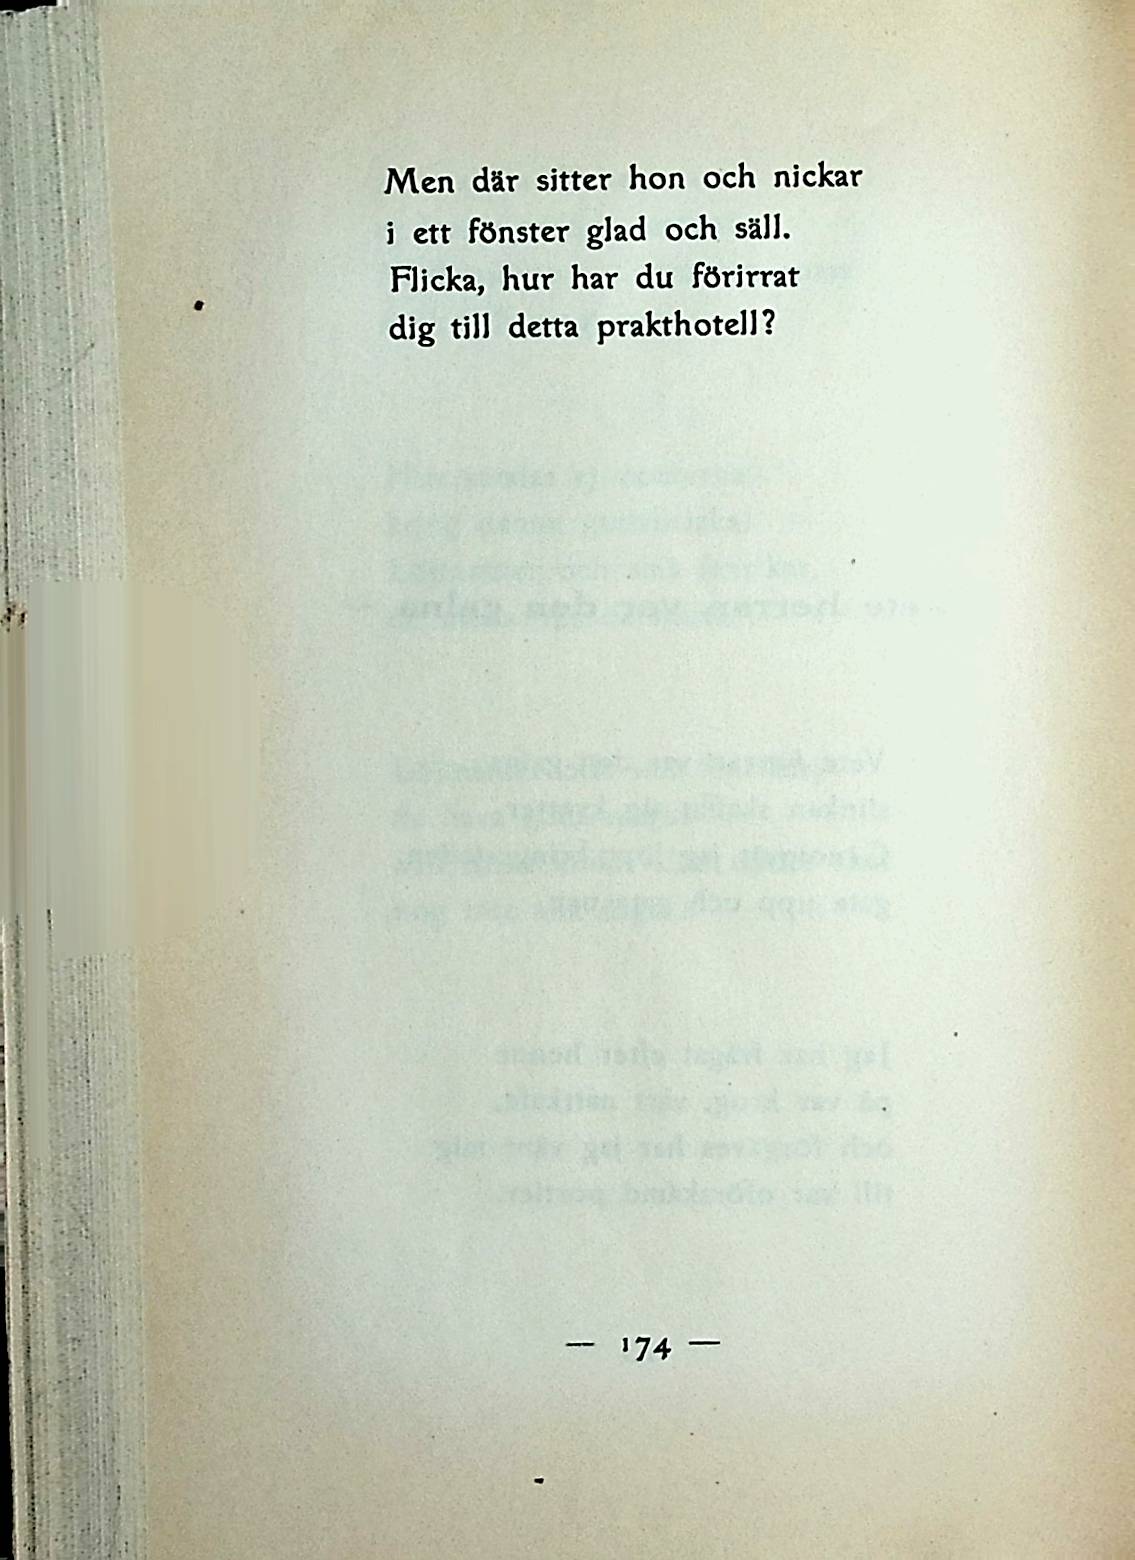 Men där sitter hon och nickar
i ett fönster glad och säll.
Flicka, hur har du förirrat
dig till detta prakthotell?
— 174 —